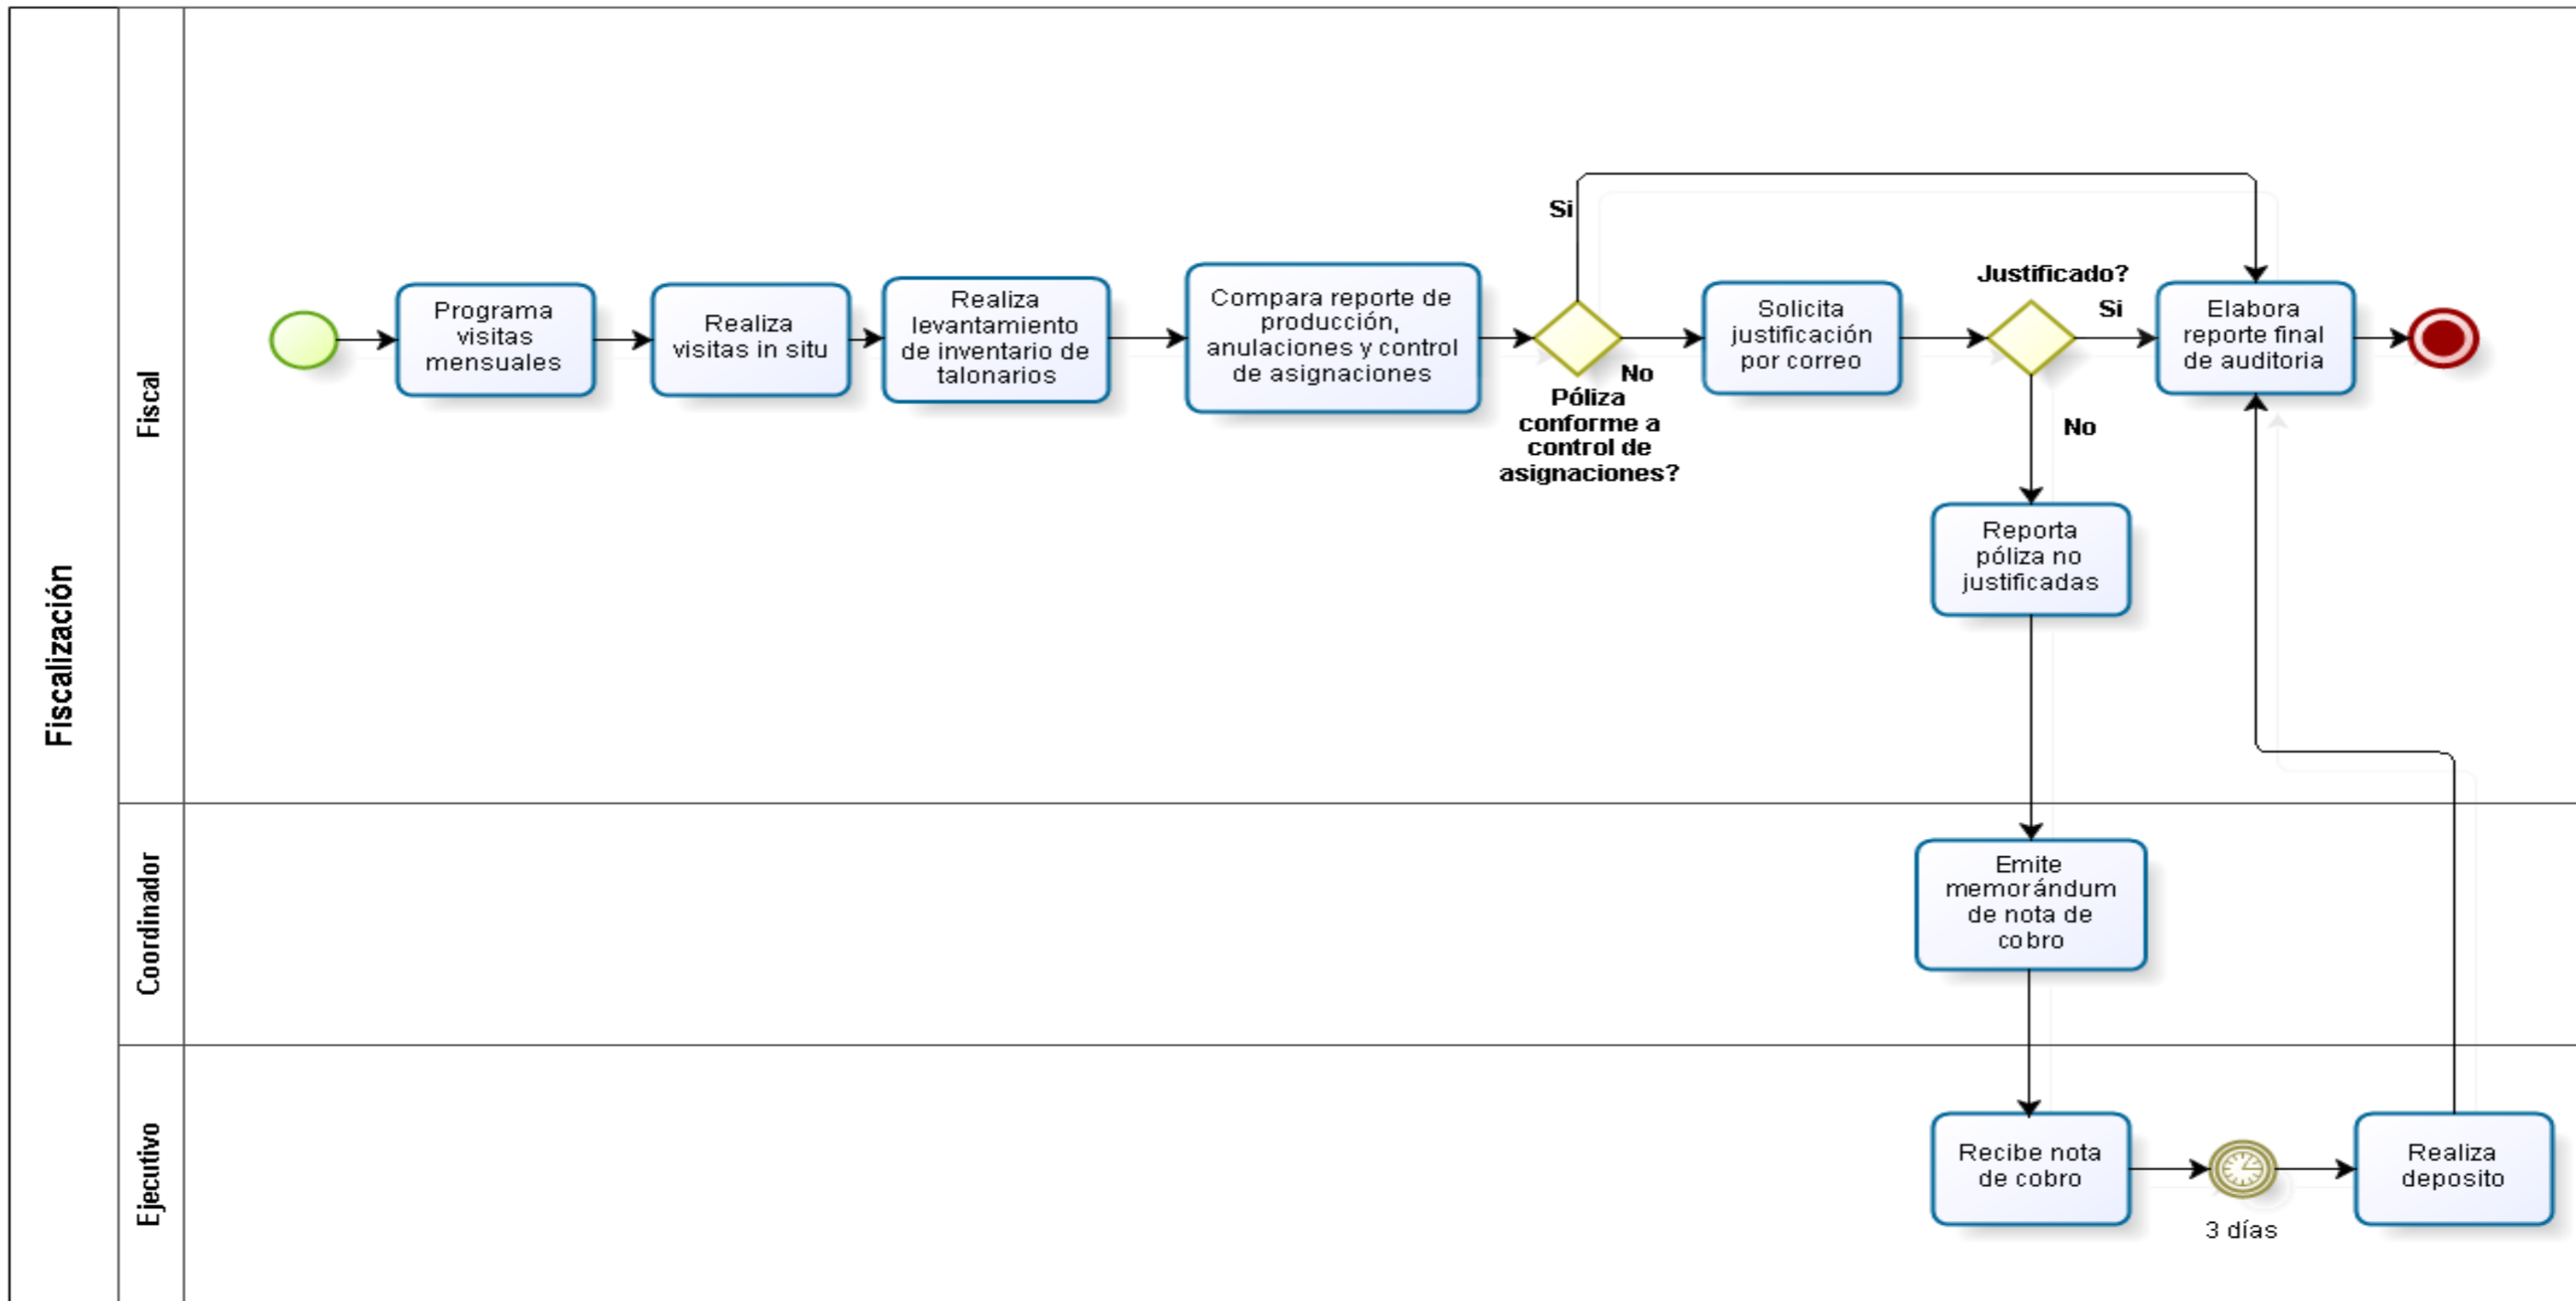 Fiscalización
Fiscal
Programa
visitas
mensuales
Realiza
visitas in situ
Realiza
levantamiento
de inventario de
talonarios
Compara reporte de
producción,
anulaciones y control
de asignaciones
Si
No
Póliza
conforme a
control de
asignaciones?
Solicita
justificación
por correo
Justificado?
Si
No
Elabora
reporte final
de auditoria
Reporta
póliza no
justificadas
Coordinador
Emite
memorándum
de nota de
cobro
Ejecutivo
Recibe nota
de cobro
3 días
Realiza
deposito